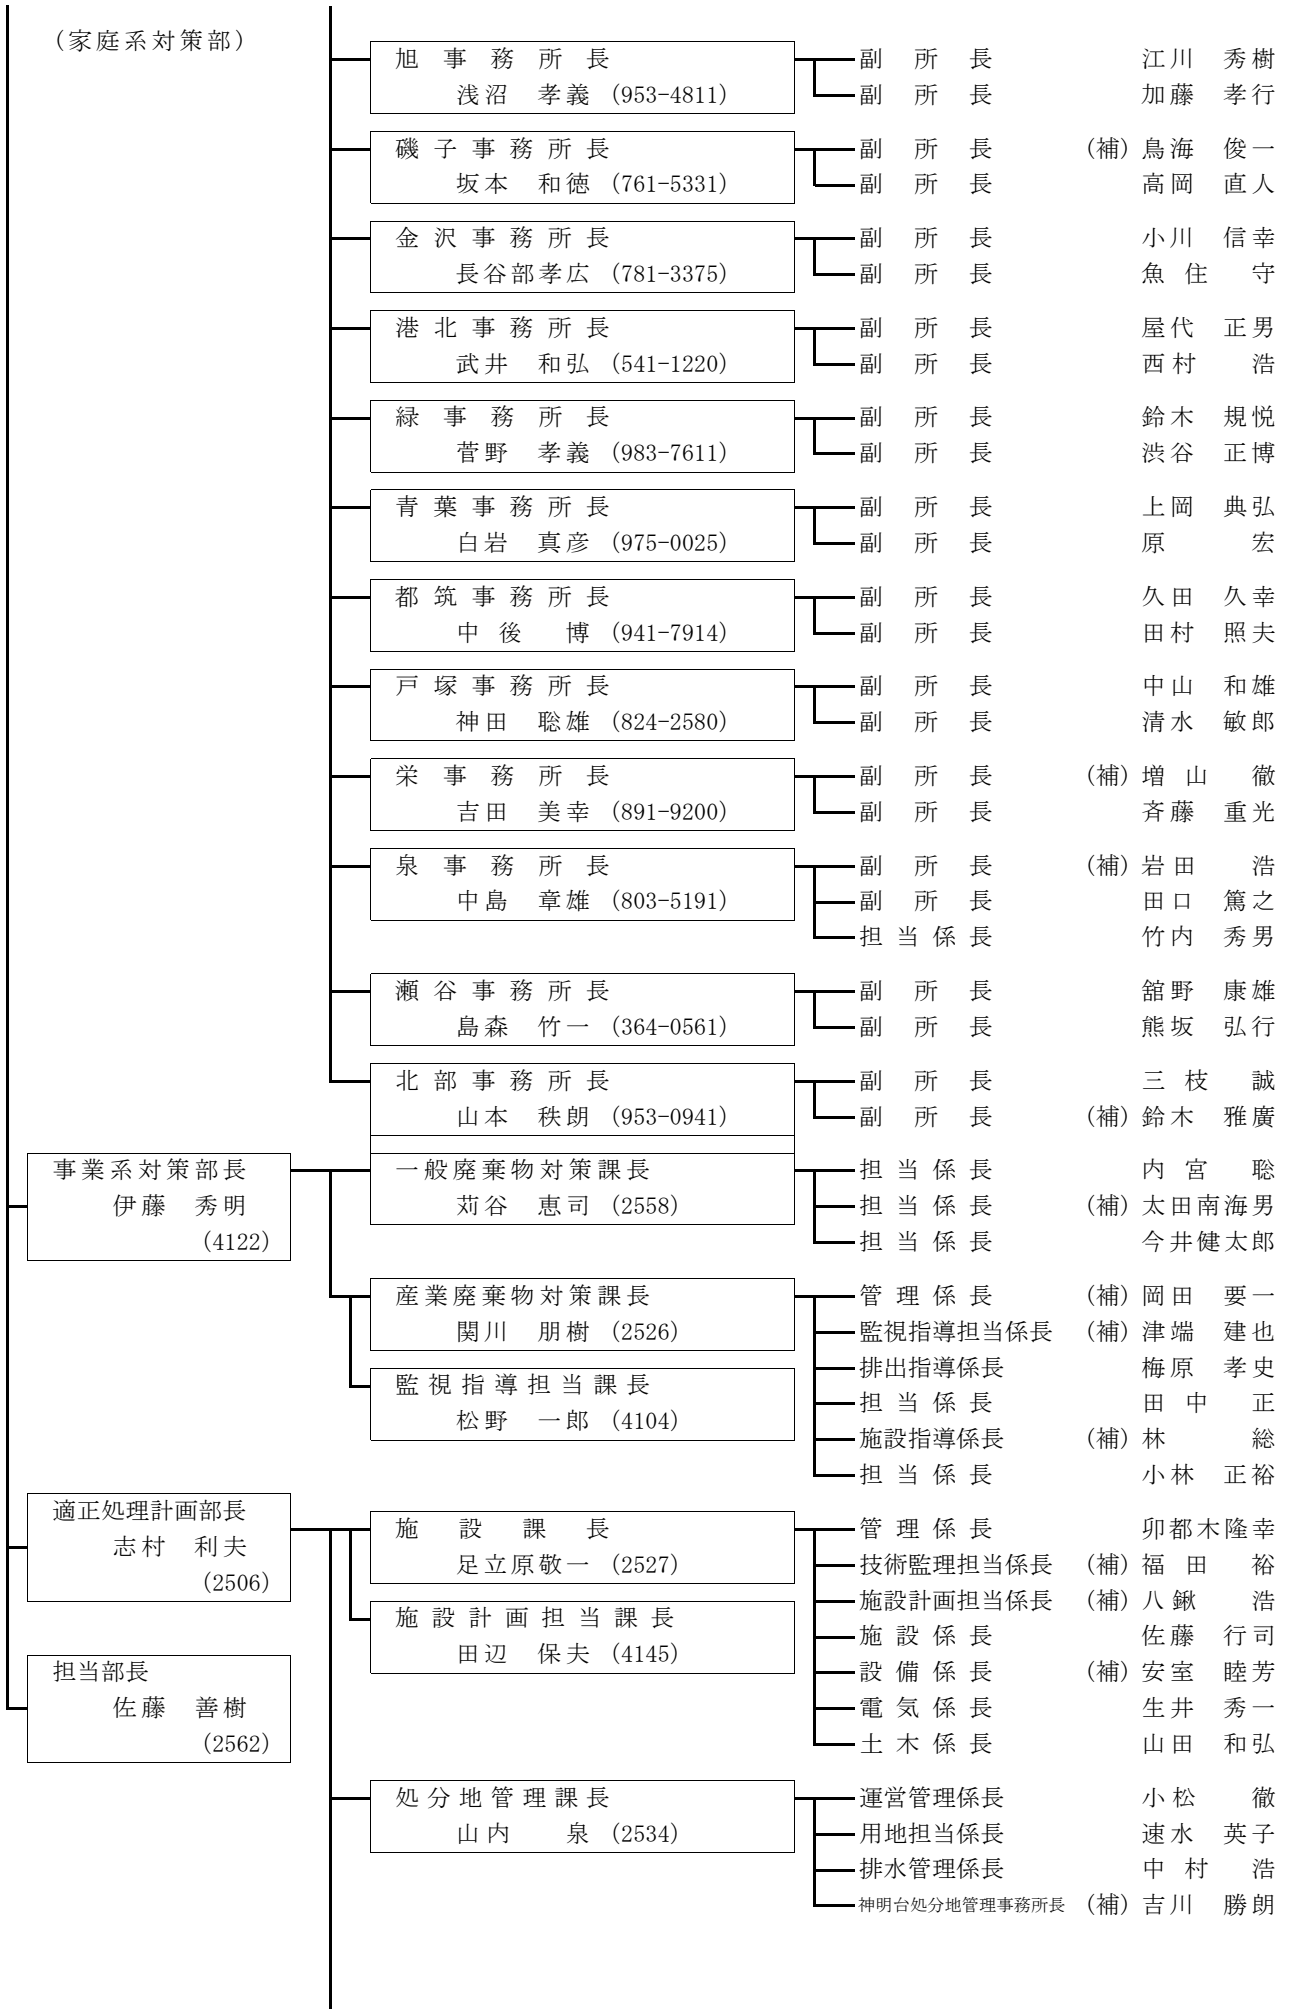 （家庭系対策部）
旭事務所長 副所長 江川 秀樹
浅沼 孝義 (953-4811) 副所長 加藤 孝行
磯子事務所長 副所長 (補) 鳥海 俊一
坂本 和徳 (761-5331) 副所長 高岡 直人
金沢事務所長 副所長 小川 信幸
長谷部孝広 (781-3375) 副所長 魚住 守
港北事務所長 副所長 屋代 正男
武井 和弘 (541-1220) 副所長 西村 浩
緑事務所長 副所長 鈴木 規悦
菅野 孝義 (983-7611) 副所長 渋谷 正博
青葉事務所長 副所長 上岡 典弘
白岩 真彦 (975-0025) 副所長 原 宏
都筑事務所長 副所長 久田 久幸
中後 博 (941-7914) 副所長 田村 照夫
戸塚事務所長 副所長 中山 和雄
神田 聡雄 (824-2580) 副所長 清水 敏郎
栄事務所長 副所長 (補) 増山 徹
吉田 美幸 (891-9200) 副所長 斉藤 重光
泉事務所長 副所長 (補) 岩田 浩
中島 章雄 (803-5191) 副所長 田口 篤之
担当係長 竹内 秀男
瀬谷事務所長 副所長 舘野 康雄
島森 竹一 (364-0561) 副所長 熊坂 弘行
北部事務所長 副所長 三枝 誠
山本 秩朗 (953-0941) 副所長 (補) 鈴木 雅廣
事業系対策部長 一般廃棄物対策課長 担当係長 内宮 聡
伊藤 秀明 苅谷 恵司 (2558) 担当係長 (補) 太田南海男
(4122) 担当係長 今井健太郎
産業廃棄物対策課長 管理係長 (補) 岡田 要一
関川 朋樹 (2526) 監視指導担当係長 (補) 津端 建也
排出指導係長 梅原 孝史
監視指導担当課長 担当係長 田中 正
松野 一郎 (4104) 施設指導係長 (補) 林 総
担当係長 小林 正裕
適正処理計画部長 施設課長 管理係長 卯都木隆幸
志村 利夫 足立原敬一 (2527) 技術監理担当係長 (補) 福田 裕
(2506) 施設計画担当係長 (補) 八鍬 浩
施設計画担当課長 施設係長 佐藤 行司
田辺 保夫 (4145) 設備係長 (補) 安室 睦芳
担当部長 電気係長 生井 秀一
佐藤 善樹 土木係長 山田 和弘
(2562)
処分地管理課長 運営管理係長 小松 徹
山内 泉 (2534) 用地担当係長 速水 英子
排水管理係長 中村 浩
神明台処分地管理事務所長 (補) 吉川 勝朗